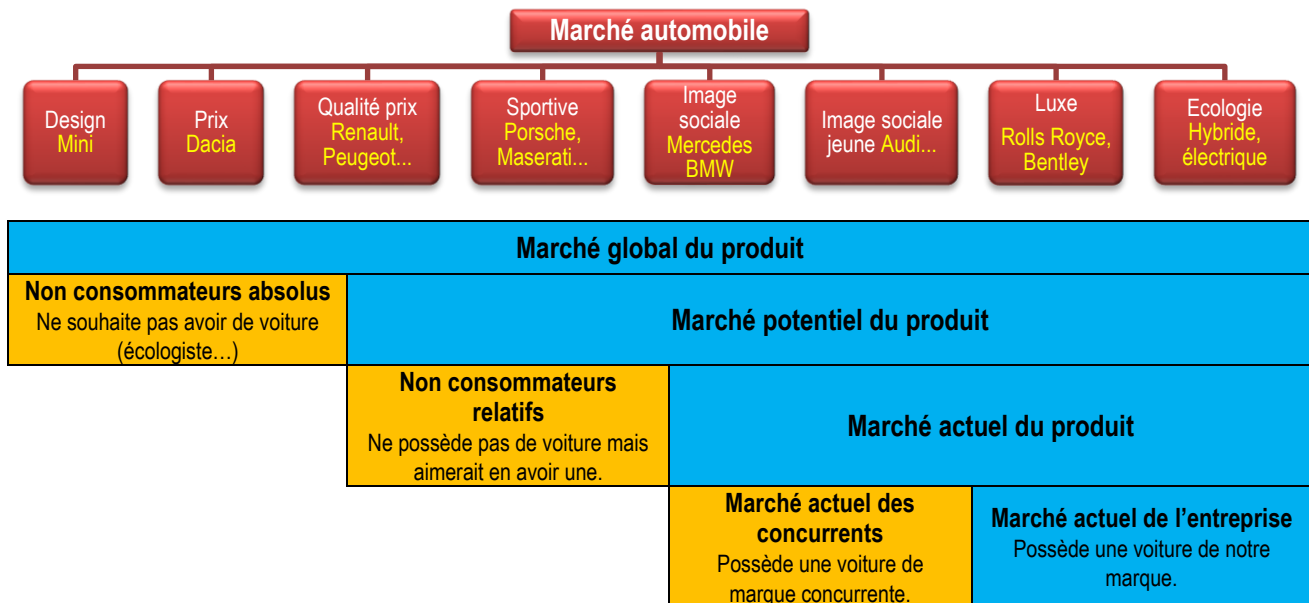 Marché automobile
Design
Mini
Prix
Dacia
Qualité prix
Renault,
Peugeot...
Sportive
Porsche,
Maserati...
Image
sociale
Mercedes
BMW
Image sociale
jeune Audi...
Luxe
Rolls Royce,
Bentley
Ecologie
Hybride,
électrique
Marché global du produit
Non consommateurs absolus
Ne souhaite pas avoir de voiture
(écologiste…)
Marché potentiel du produit
Non consommateurs
relatifs
Ne possède pas de voiture mais
aimerait en avoir une.
Marché actuel du produit
Marché actuel des
concurrents
Possède une voiture de
marque concurrente.
Marché actuel de l’entreprise
Possède une voiture de notre
marque.